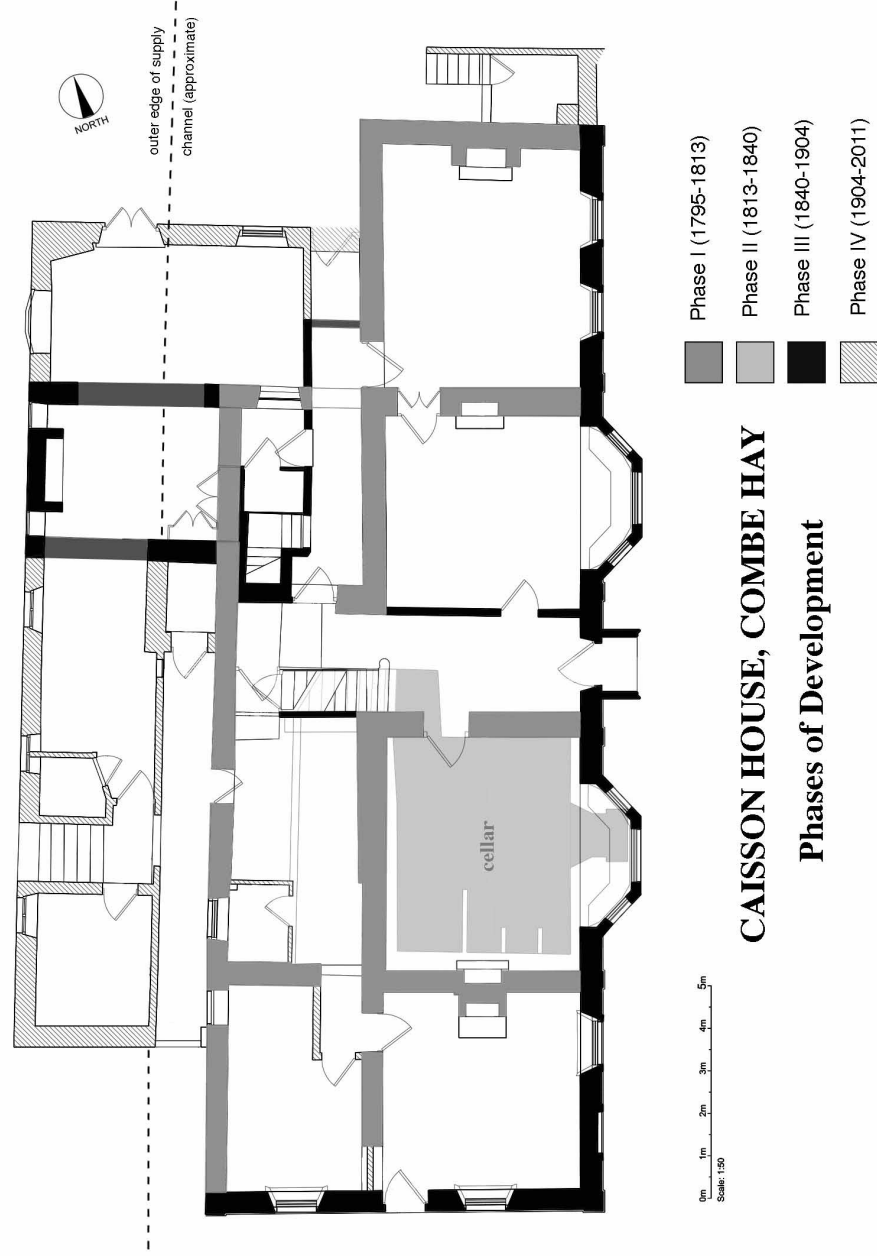 outer edge of supply
channel (approximate)
NORTH
cellar
CAISSON HOUSE, COMBE HAY
Phases of Development
Phase I (1795-1813)
Phase II (1813-1840)
Phase III (1840-1904)
Phase IV (1904-2011)
0m 1m 2m 3m 4m 5m
Scale: 1:50